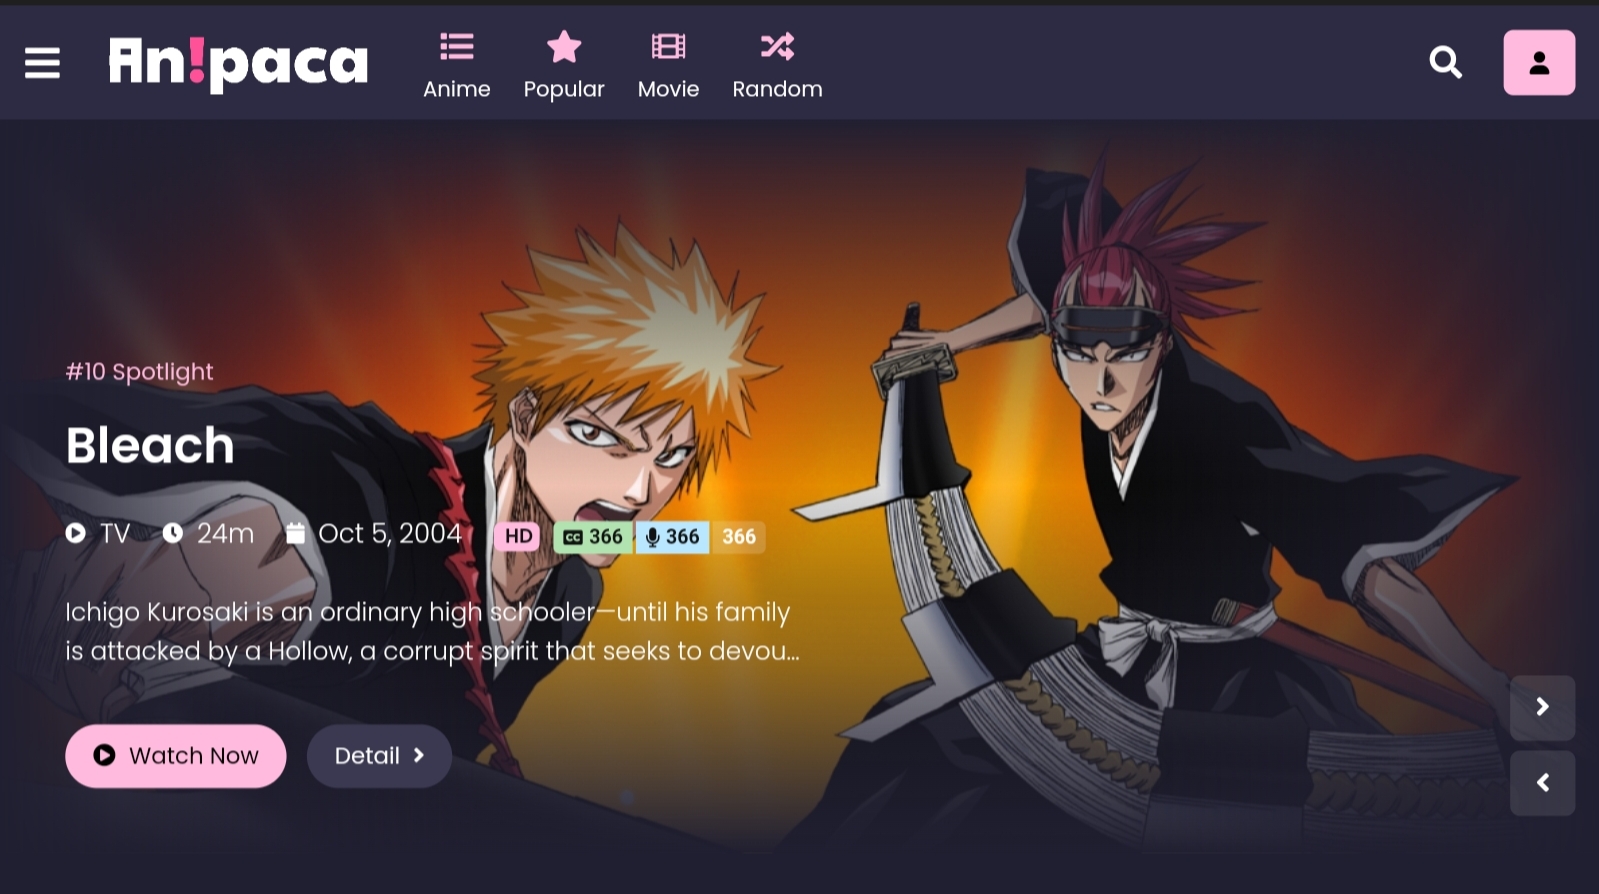 An!paca
Anime
Popular
Movie
Random
#10 Spotlight
Bleach
TV 24m Oct 5, 2004 HD CC 366 366 366
Ichigo Kurosaki is an ordinary high schooler—until his family
is attacked by a Hollow, a corrupt spirit that seeks to devou...
Watch Now
Detail